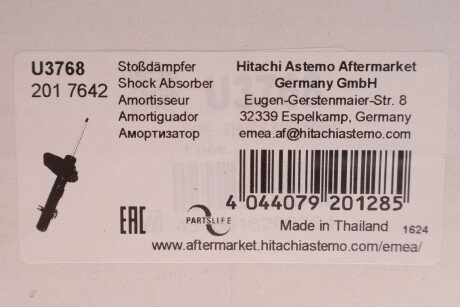 U3768
201 7642
Stoßdämpfer
Shock Absorber
Amortisseur
Amortiguador
Амортизатор
Hitachi Astemo Aftermarket
Germany GmbH
Eugen-Gerstenmaier-Str. 8
32339 Espelkamp, Germany
emea.af@hitachiastemo.com
4 044079 201285
EAC
PARTSLIFE
Made in Thailand
1624
www.aftermarket.hitachiastemo.com/emea/